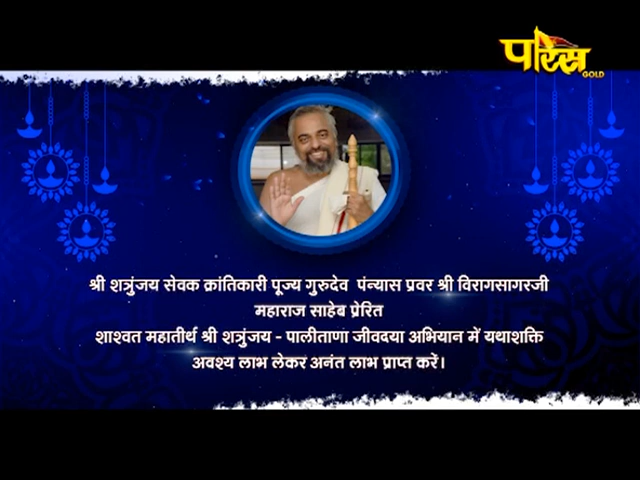 पारस
GOLD
श्री शत्रुंजय सेवक क्रांतिकारी पूज्य गुरुदेव पंन्यास प्रवर श्री विरागसागरजी
महाराज साहेब प्रेरित
शाश्वत महातीर्थ श्री शत्रुंजय - पालीताणा जीवदया अभियान में यथाशक्ति
अवश्य लाभ लेकर अनंत लाभ प्राप्त करें।